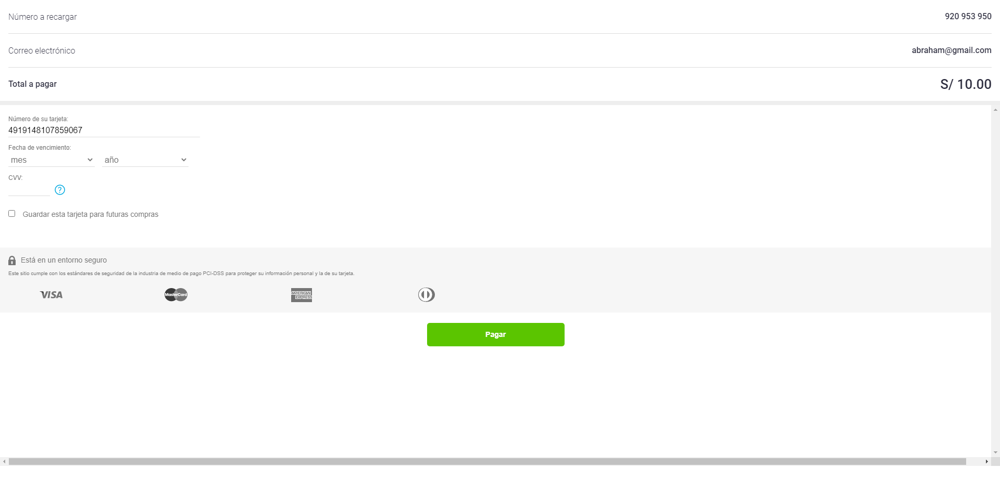 Número a recargar 920 953 950
Correo electrónico abraham@gmail.com
Total a pagar S/ 10.00
Número de su tarjeta:
4919148107859067
Fecha de vencimiento:
mes año
CVV:
?
Guardar esta tarjeta para futuras compras
Está en un entorno seguro
Este sitio cumple con los estándares de seguridad de la industria de medio de pago PCI-DSS para proteger su información personal y la de su tarjeta.
VISA MasterCard AMERICAN EXPRESS
Pagar